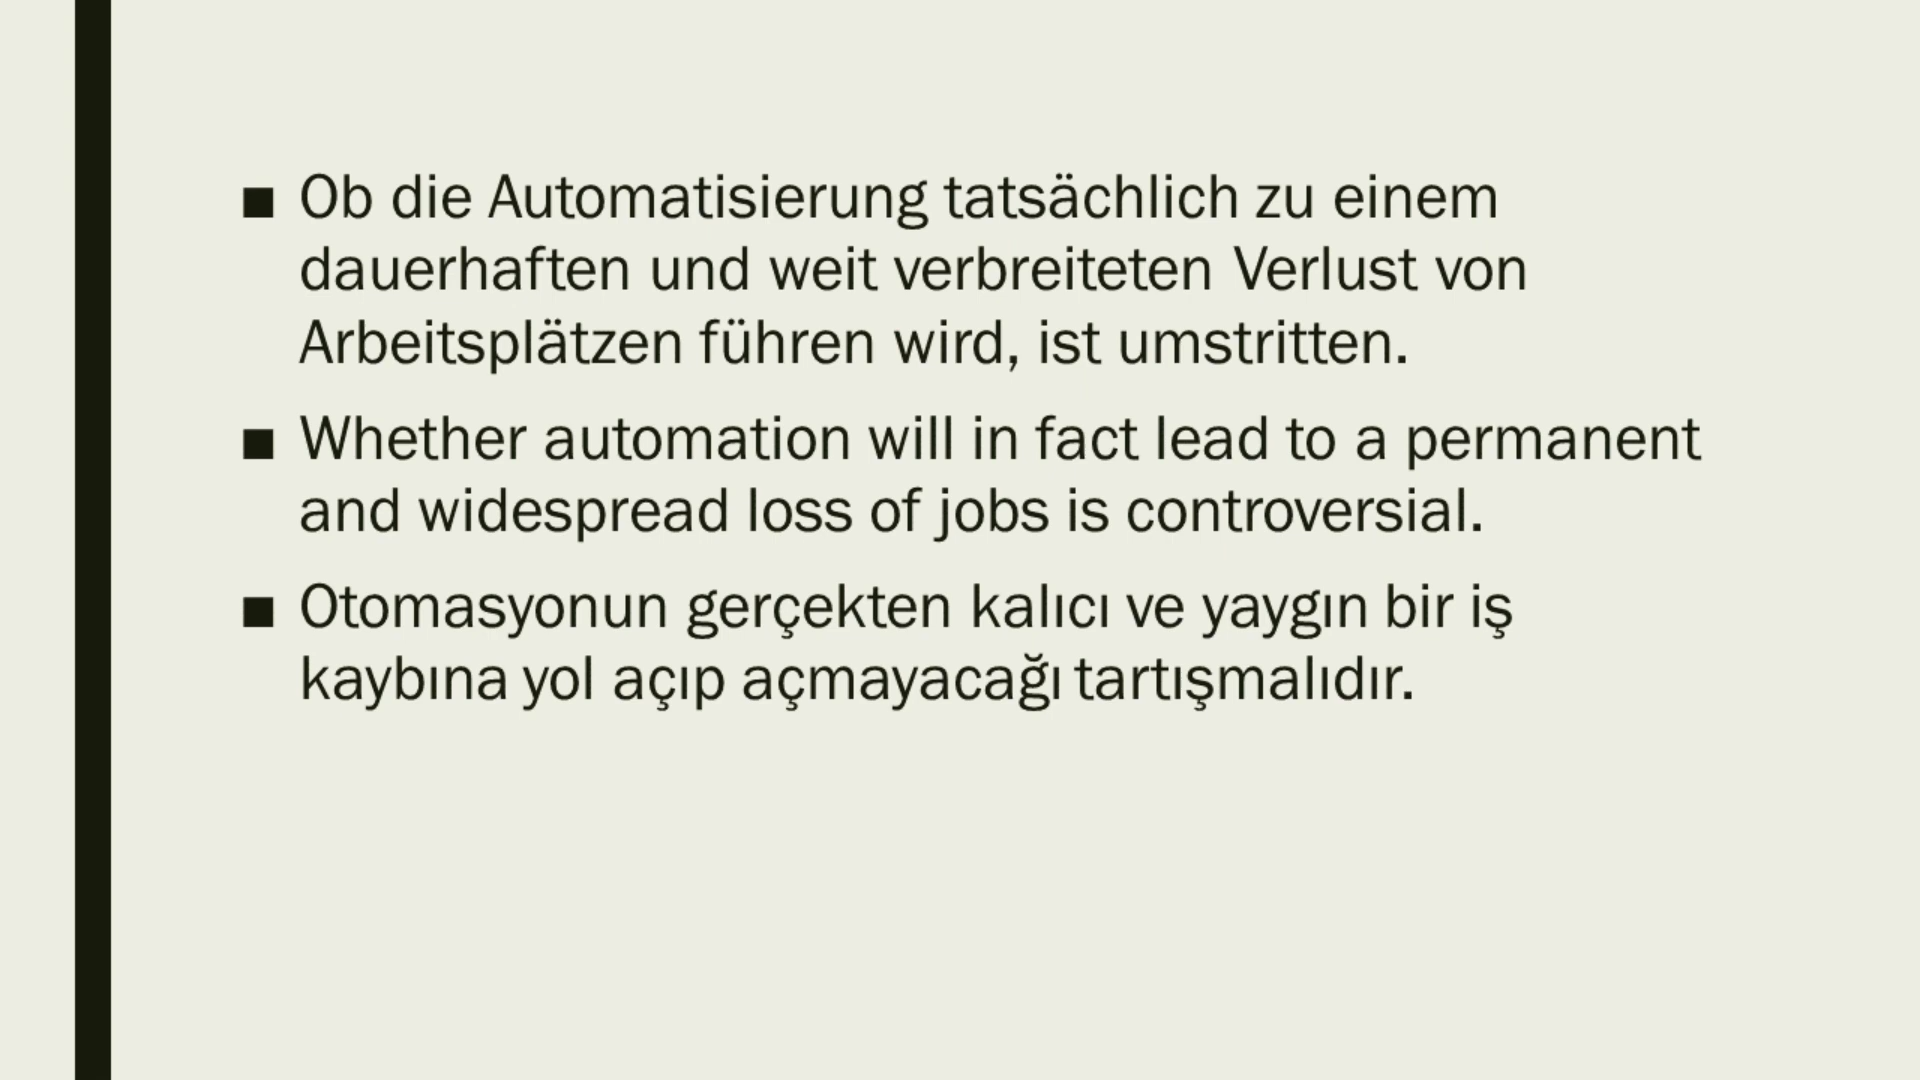 ■ Ob die Automatisierung tatsächlich zu einem
dauerhaften und weit verbreiteten Verlust von
Arbeitsplätzen führen wird, ist umstritten.
■ Whether automation will in fact lead to a permanent
and widespread loss of jobs is controversial.
■ Otomasyonun gerçekten kalıcı ve yaygın bir iş
kaybına yol açıp açmayacağı tartışmalıdır.